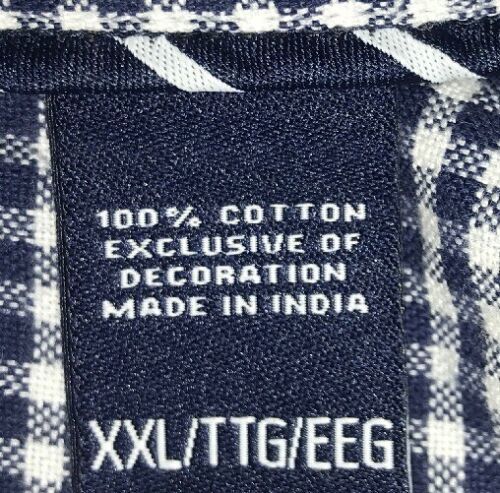 100% COTTON
EXCLUSIVE OF
DECORATION
MADE IN INDIA
XXL/TTG/EEG